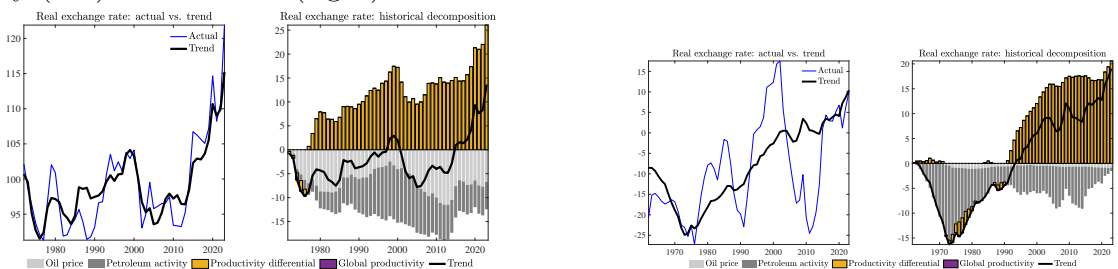 Real exchange rate: actual vs. trend
Actual
Trend
120
115
110
105
100
95
1980 1990 2000 2010 2020
Real exchange rate: historical decomposition
25
20
15
10
5
0
-5
-10
-15
1980 1990 2000 2010 2020
Oil price Petroleum activity Productivity differential Global productivity Trend
Real exchange rate: actual vs. trend
Actual
Trend
15
10
5
0
-5
-10
-15
-20
-25
1970 1980 1990 2000 2010 2020
Real exchange rate: historical decomposition
20
15
10
5
0
-5
-10
-15
1970 1980 1990 2000 2010 2020
Oil price Petroleum activity Productivity differential Global productivity Trend